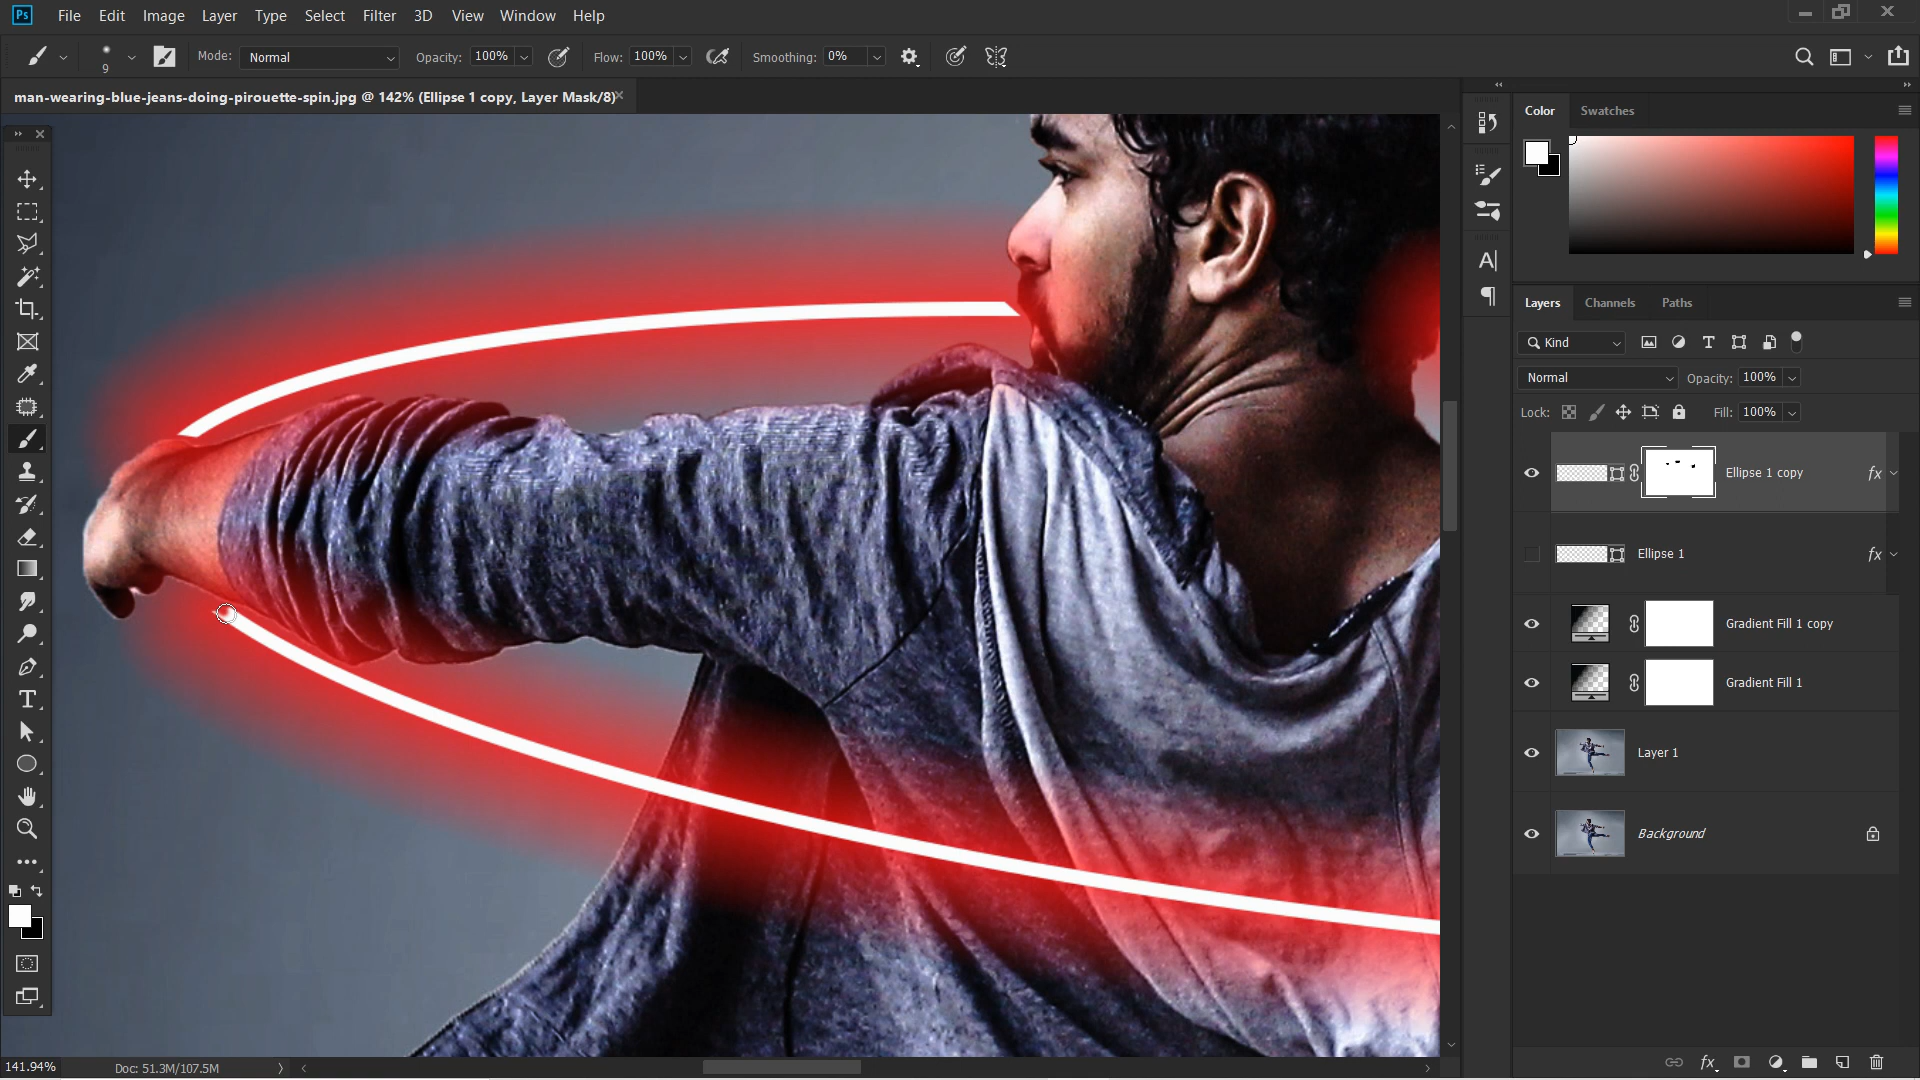 Ps File Edit Image Layer Type Select Filter 3D View Window Help
9 Mode: Normal Opacity: 100% Flow: 100% Smoothing: 0%
man-wearing-blue-jeans-doing-pirouette-spin.jpg @ 142% (Ellipse 1 copy, Layer Mask/8)
Color Swatches
Layers Channels Paths
Kind
Normal Opacity: 100%
Lock: Fill: 100%
Ellipse 1 copy fx
Ellipse 1 fx
Gradient Fill 1 copy
Gradient Fill 1
Layer 1
Background
141.94% Doc: 51.3M/107.5M
fx